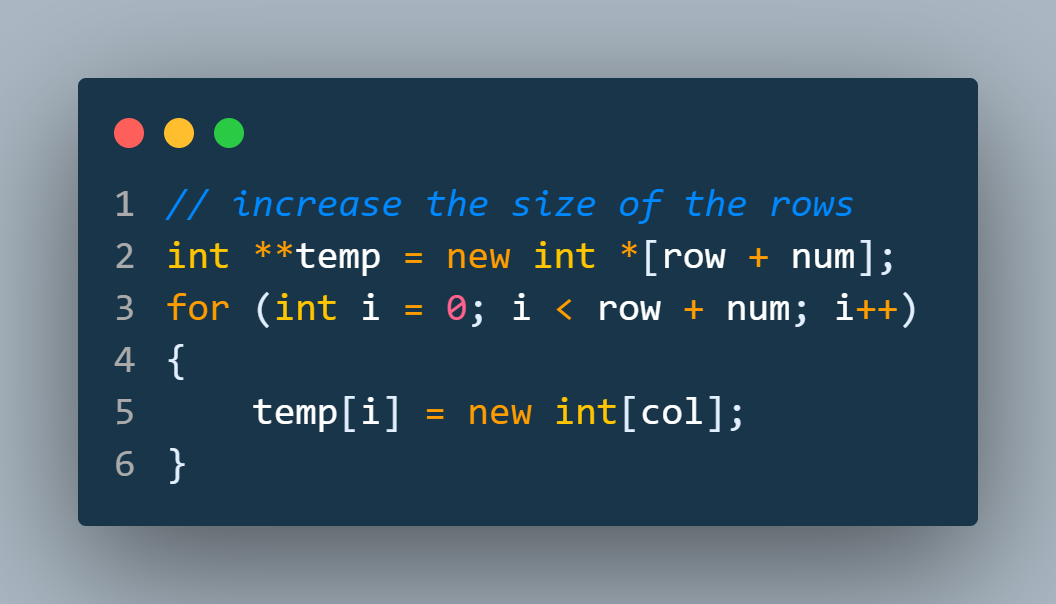 1 // increase the size of the rows
2 int **temp = new int *[row + num];
3 for (int i = 0; i < row + num; i++)
4 {
5     temp[i] = new int[col];
6 }